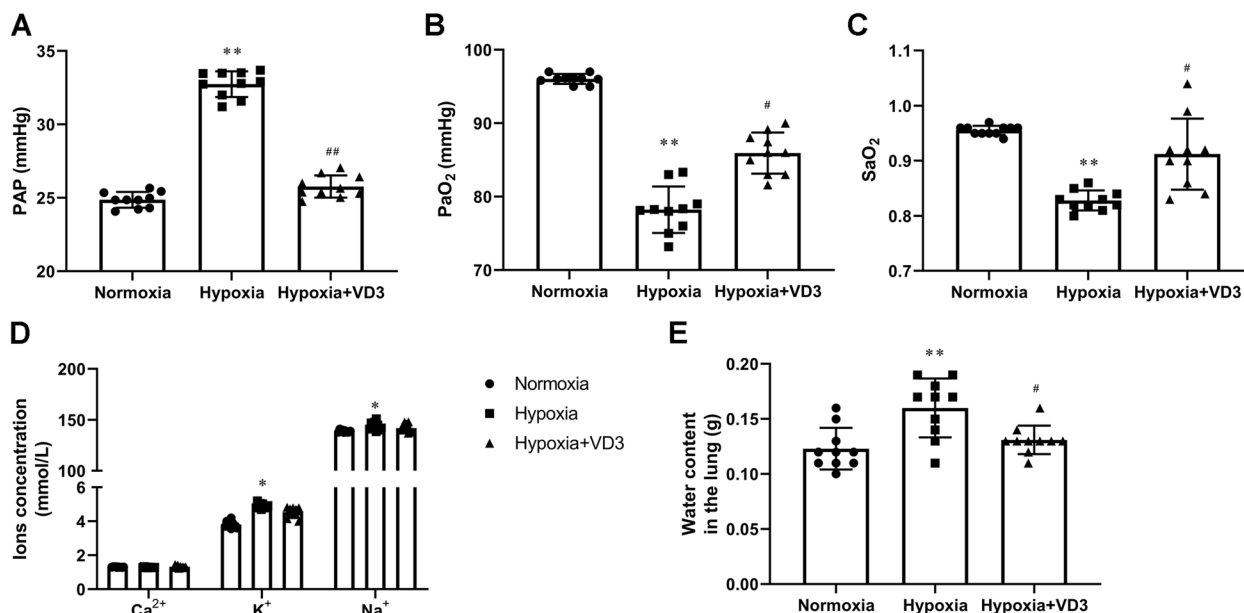 A
PAP (mmHg)
35
30
25
20
**
##
Normoxia
Hypoxia
Hypoxia+VD3
B
PaO2 (mmHg)
100
90
80
70
**
#
Normoxia
Hypoxia
Hypoxia+VD3
C
SaO2
1.1
1.0
0.9
0.8
0.7
**
#
Normoxia
Hypoxia
Hypoxia+VD3
D
Ions concentration
(mmol/L)
200
150
100
6
4
2
0
*
*
Ca2+
K+
Na+
Normoxia
Hypoxia
Hypoxia+VD3
E
Water content
in the lung (g)
0.20
0.15
0.10
0.05
0.00
**
#
Normoxia
Hypoxia
Hypoxia+VD3